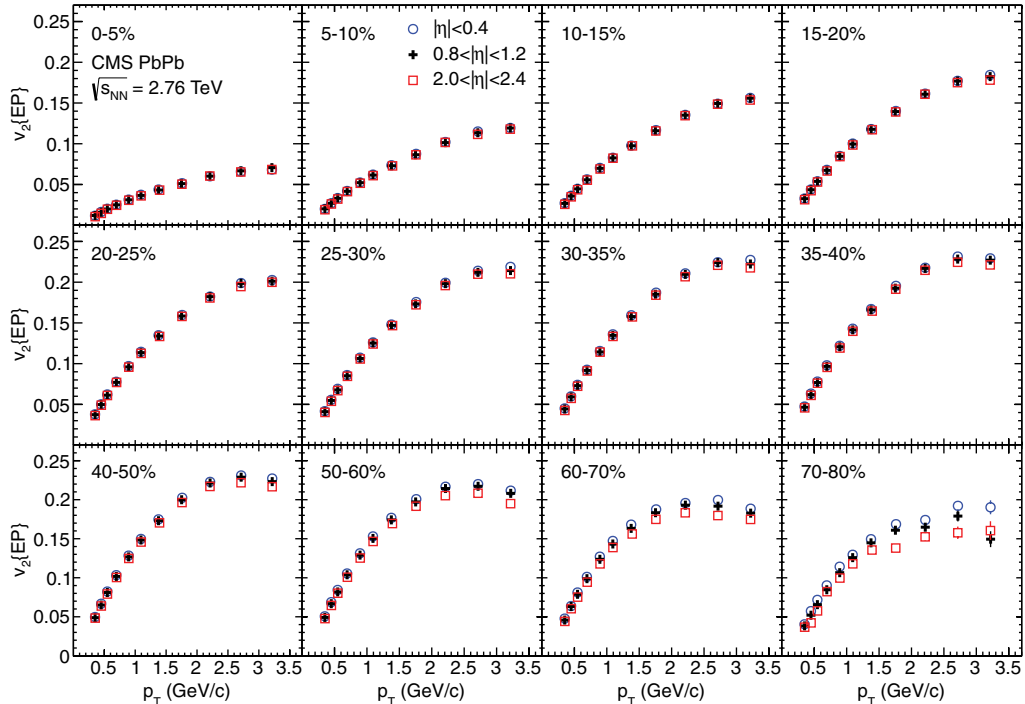 0-5%
CMS PbPb
√s_NN = 2.76 TeV
5-10%
|η|<0.4
0.8<|η|<1.2
2.0<|η|<2.4
10-15%
15-20%
v₂{EP}
0.25
0.2
0.15
0.1
0.05
20-25%
25-30%
30-35%
35-40%
v₂{EP}
0.25
0.2
0.15
0.1
0.05
40-50%
50-60%
60-70%
70-80%
v₂{EP}
0.25
0.2
0.15
0.1
0.05
0
0.5 1 1.5 2 2.5 3 3.5
0.5 1 1.5 2 2.5 3 3.5
0.5 1 1.5 2 2.5 3 3.5
0.5 1 1.5 2 2.5 3 3.5
p_T (GeV/c)
p_T (GeV/c)
p_T (GeV/c)
p_T (GeV/c)